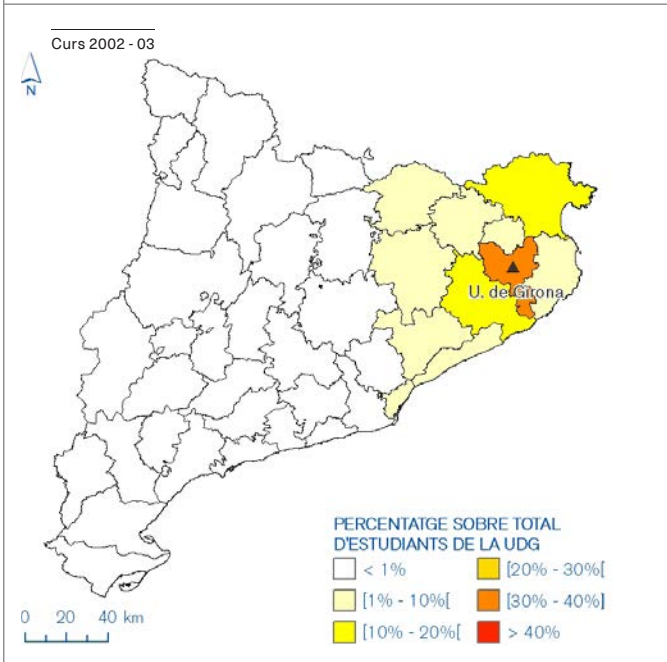 Curs 2002 - 03
N
U. de Girona
PERCENTATGE SOBRE TOTAL
D'ESTUDIANTS DE LA UDG
< 1%
[20% - 30%[
[1% - 10%[
[30% - 40%]
[10% - 20%[
> 40%
0 20 40 km